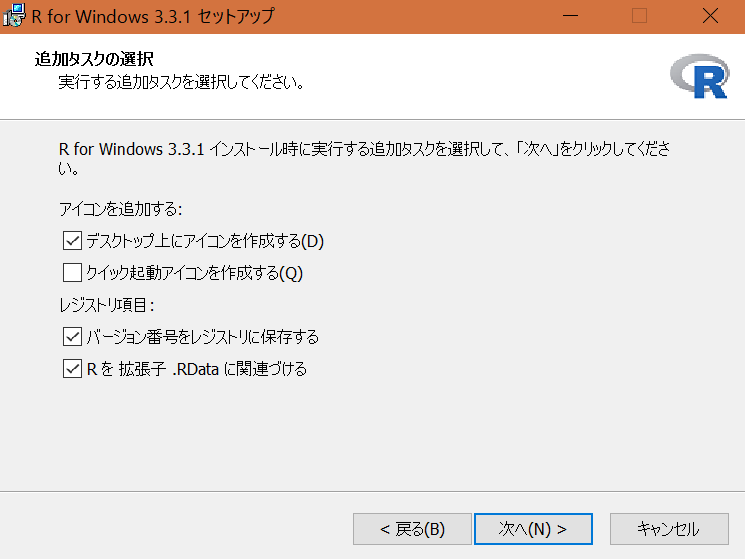 R for Windows 3.3.1 セットアップ
追加タスクの選択
実行する追加タスクを選択してください。
R
R for Windows 3.3.1 インストール時に実行する追加タスクを選択して、「次へ」をクリックしてくださ
い。
アイコンを追加する:
デスクトップ上にアイコンを作成する(D)
クイック起動アイコンを作成する(Q)
レジストリ項目:
バージョン番号をレジストリに保存する
R を 拡張子 .RData に関連づける
< 戻る(B)
次へ(N) >
キャンセル